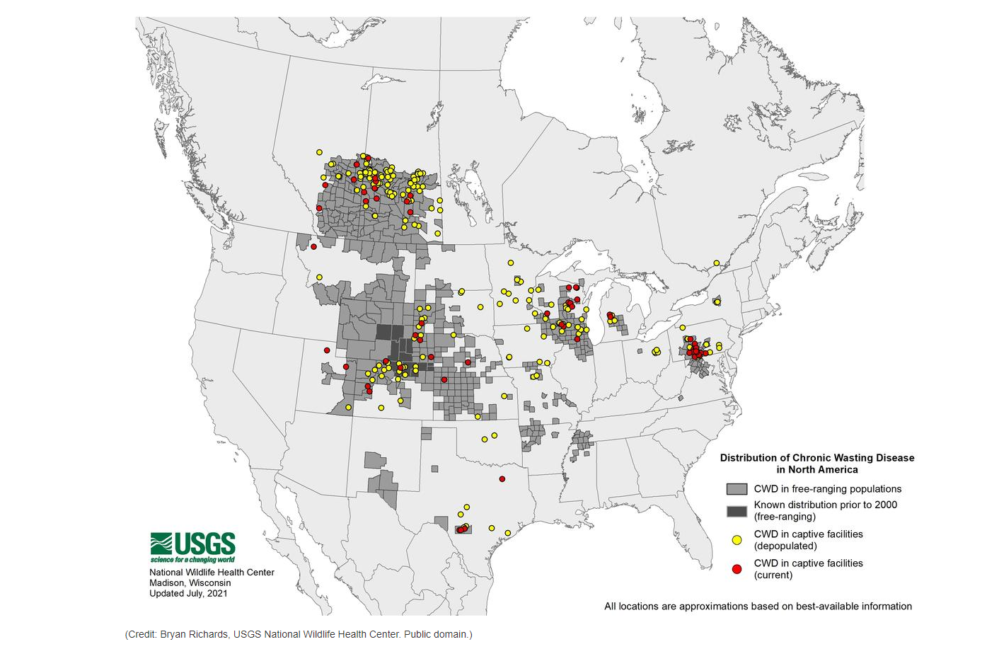 Distribution of Chronic Wasting Disease
in North America
CWD in free-ranging populations
Known distribution prior to 2000
(free-ranging)
CWD in captive facilities
(depopulated)
CWD in captive facilities
(current)
USGS
science for a changing world
National Wildlife Health Center
Madison, Wisconsin
Updated July, 2021
All locations are approximations based on best-available information
(Credit: Bryan Richards, USGS National Wildlife Health Center. Public domain.)